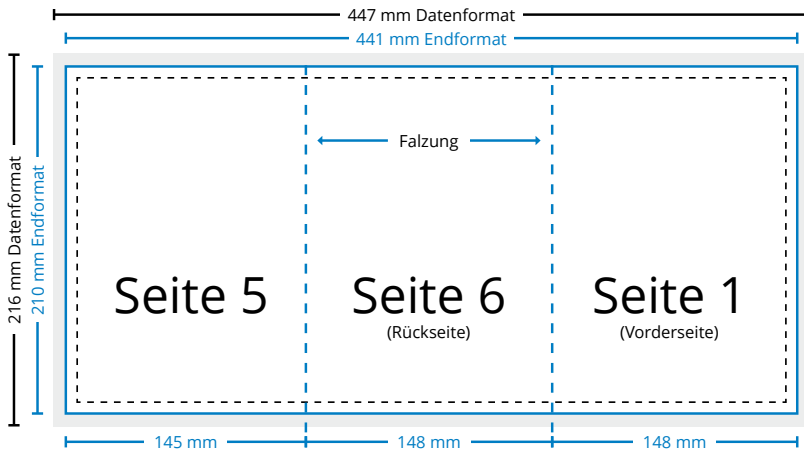 447 mm Datenformat
441 mm Endformat
216 mm Datenformat
210 mm Endformat
Falzung
Seite 5
Seite 6
(Rückseite)
Seite 1
(Vorderseite)
145 mm
148 mm
148 mm